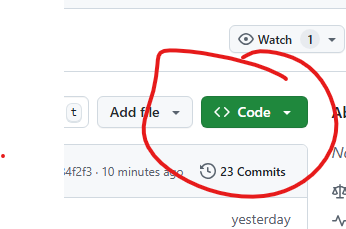 Watch 1
t Add file <> Code
4f2f3 · 10 minutes ago 23 Commits
yesterday